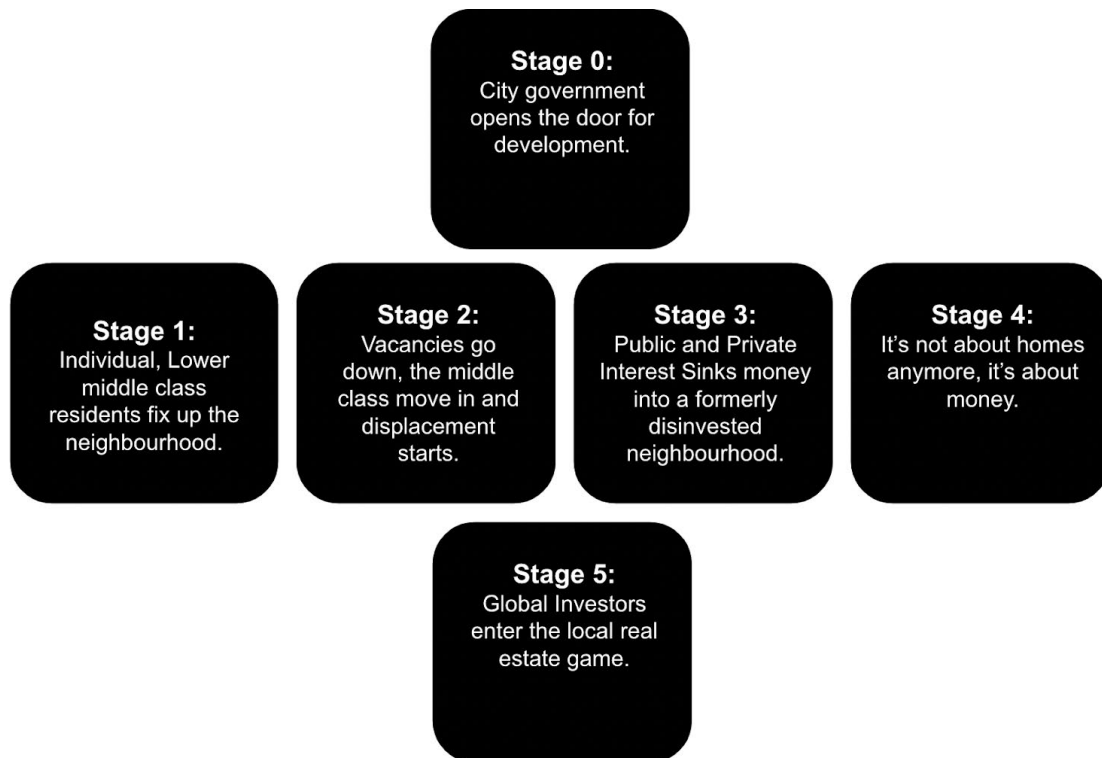 Stage 0:
City government
opens the door for
development.
Stage 1:
Individual, Lower
middle class
residents fix up the
neighbourhood.
Stage 2:
Vacancies go
down, the middle
class move in and
displacement
starts.
Stage 3:
Public and Private
Interest Sinks money
into a formerly
disinvested
neighbourhood.
Stage 4:
It’s not about homes
anymore, it’s about
money.
Stage 5:
Global Investors
enter the local real
estate game.